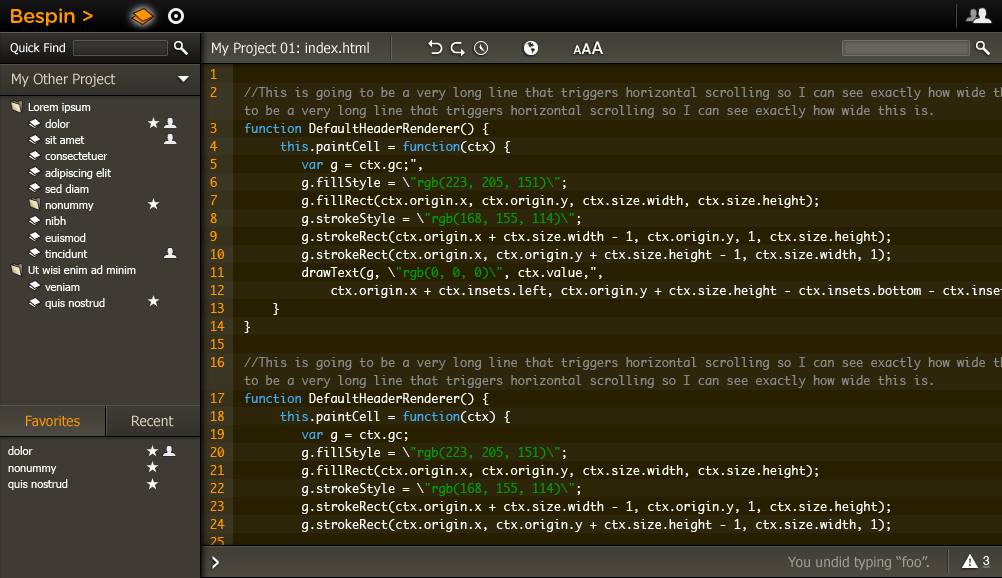 Bespin >
Quick Find
My Project 01: index.html
AAA
My Other Project
Lorem ipsum
dolor
sit amet
consectetuer
adipiscing elit
sed diam
nonummy
nibh
euismod
tincidunt
Ut wisi enim ad minim
veniam
quis nostrud
Favorites
Recent
dolor
nonummy
quis nostrud
1
2 //This is going to be a very long line that triggers horizontal scrolling so I can see exactly how wide th
to be a very long line that triggers horizontal scrolling so I can see exactly how wide this is.
3 function DefaultHeaderRenderer() {
4 this.paintCell = function(ctx) {
5 var g = ctx.gc;",
6 g.fillStyle = \"rgb(223, 205, 151)\";
7 g.fillRect(ctx.origin.x, ctx.origin.y, ctx.size.width, ctx.size.height);
8 g.strokeStyle = \"rgb(168, 155, 114)\";
9 g.strokeRect(ctx.origin.x + ctx.size.width - 1, ctx.origin.y, 1, ctx.size.height);
10 g.strokeRect(ctx.origin.x, ctx.origin.y + ctx.size.height - 1, ctx.size.width, 1);
11 drawText(g, \"rgb(0, 0, 0)\", ctx.value,",
12 ctx.origin.x + ctx.insets.left, ctx.origin.y + ctx.size.height - ctx.insets.bottom - ctx.inse
13 }
14 }
15
16 //This is going to be a very long line that triggers horizontal scrolling so I can see exactly how wide th
to be a very long line that triggers horizontal scrolling so I can see exactly how wide this is.
17 function DefaultHeaderRenderer() {
18 this.paintCell = function(ctx) {
19 var g = ctx.gc;
20 g.fillStyle = \"rgb(223, 205, 151)\";
21 g.fillRect(ctx.origin.x, ctx.origin.y, ctx.size.width, ctx.size.height);
22 g.strokeStyle = \"rgb(168, 155, 114)\";
23 g.strokeRect(ctx.origin.x + ctx.size.width - 1, ctx.origin.y, 1, ctx.size.height);
24 g.strokeRect(ctx.origin.x, ctx.origin.y + ctx.size.height - 1, ctx.size.width, 1);
25
You undid typing “foo”.
3